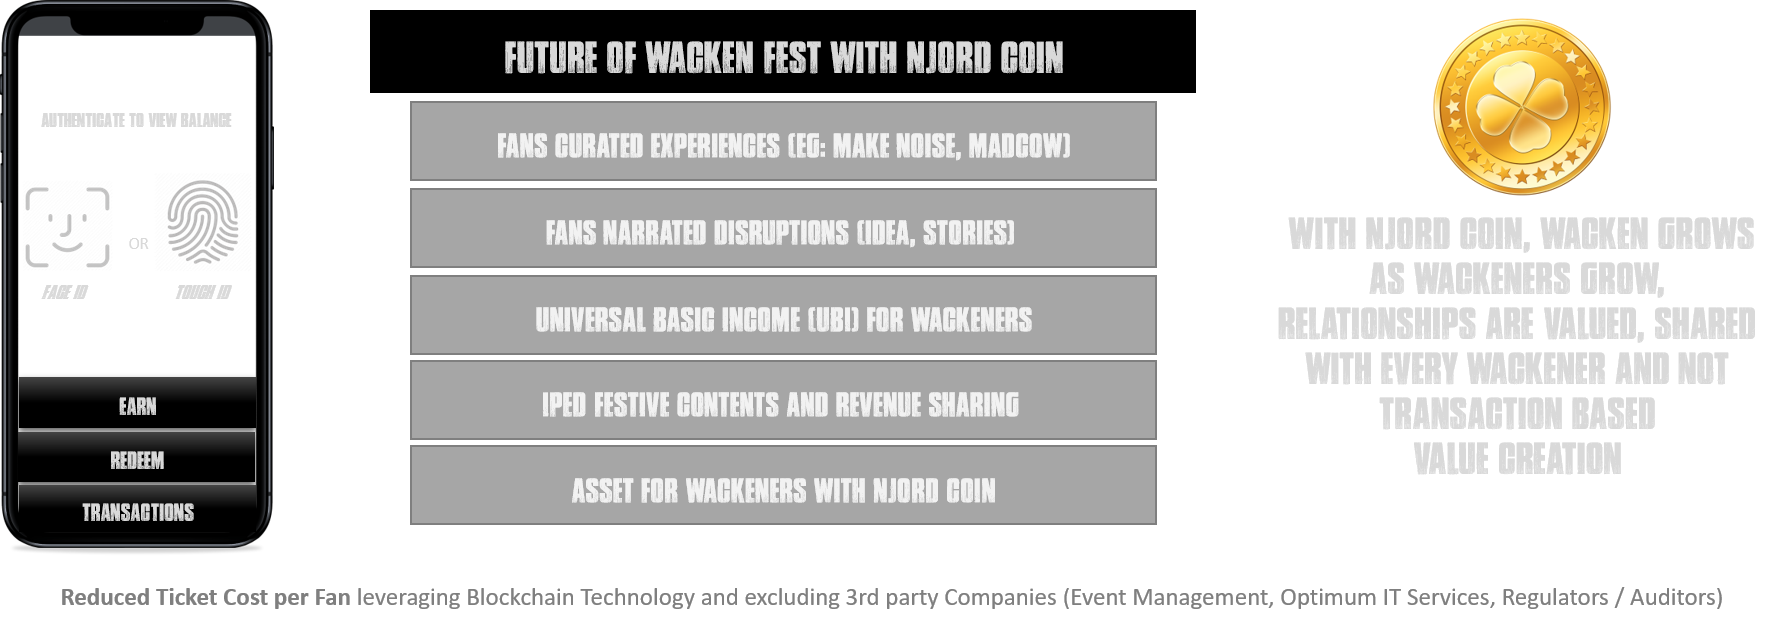 AUTHENTICATE TO VIEW BALANCE
OR
FACE ID
TOUCH ID
EARN
REDEEM
TRANSACTIONS
FUTURE OF WACKEN FEST WITH NJORD COIN
FANS CURATED EXPERIENCES (EG: MAKE NOISE, MADCOW)
FANS NARRATED DISRUPTIONS (IDEA, STORIES)
UNIVERSAL BASIC INCOME (UBI) FOR WACKENERS
IPED FESTIVE CONTENTS AND REVENUE SHARING
ASSET FOR WACKENERS WITH NJORD COIN
WITH NJORD COIN, WACKEN GROWS
AS WACKENERS GROW,
RELATIONSHIPS ARE VALUED, SHARED
WITH EVERY WACKENER AND NOT
TRANSACTION BASED
VALUE CREATION
Reduced Ticket Cost per Fan leveraging Blockchain Technology and excluding 3rd party Companies (Event Management, Optimum IT Services, Regulators / Auditors)